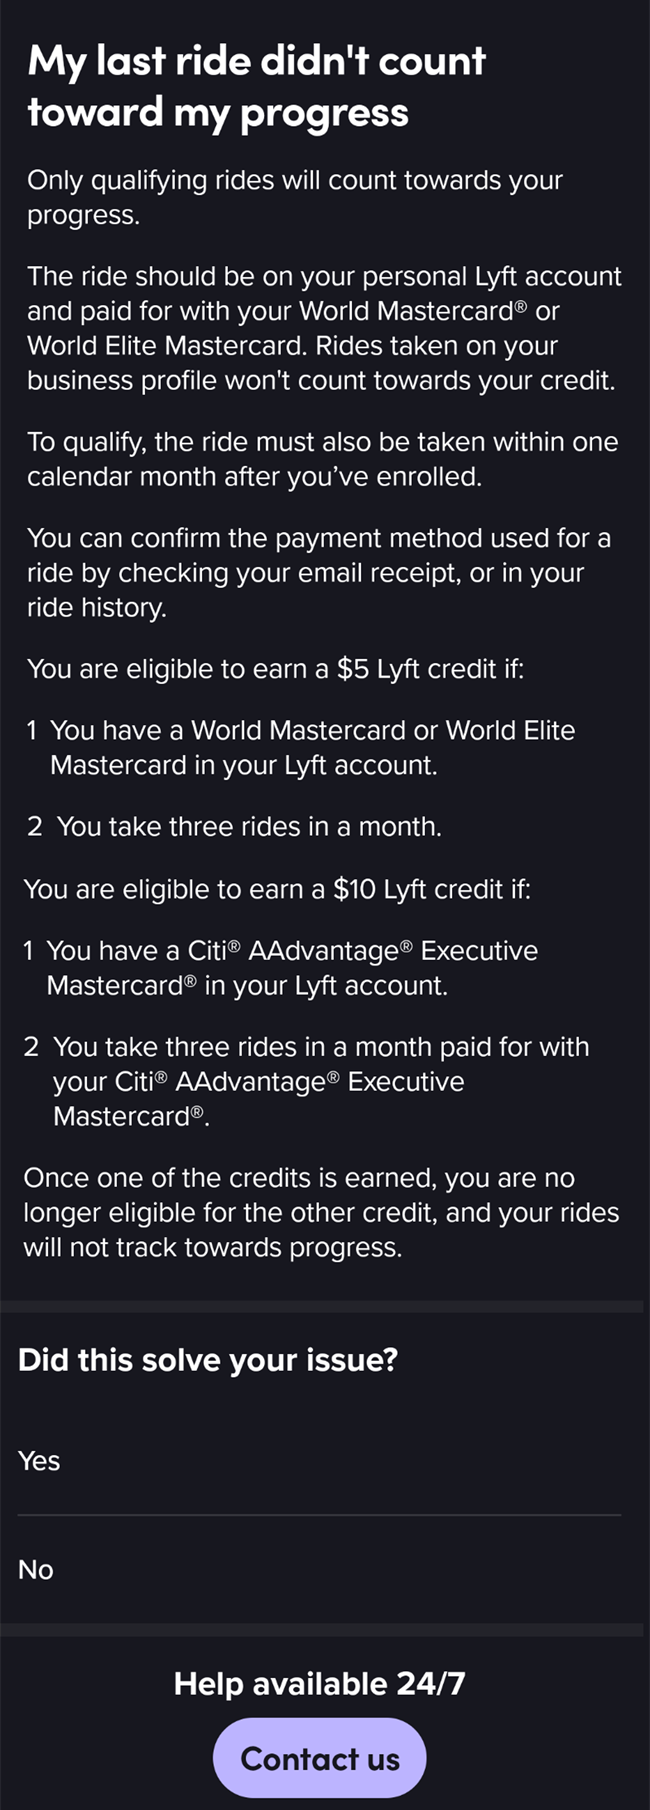 My last ride didn't count
toward my progress
Only qualifying rides will count towards your
progress.
The ride should be on your personal Lyft account
and paid for with your World Mastercard® or
World Elite Mastercard. Rides taken on your
business profile won't count towards your credit.
To qualify, the ride must also be taken within one
calendar month after you’ve enrolled.
You can confirm the payment method used for a
ride by checking your email receipt, or in your
ride history.
You are eligible to earn a $5 Lyft credit if:
1 You have a World Mastercard or World Elite
Mastercard in your Lyft account.
2 You take three rides in a month.
You are eligible to earn a $10 Lyft credit if:
1 You have a Citi® AAdvantage® Executive
Mastercard® in your Lyft account.
2 You take three rides in a month paid for with
your Citi® AAdvantage® Executive
Mastercard®.
Once one of the credits is earned, you are no
longer eligible for the other credit, and your rides
will not track towards progress.
Did this solve your issue?
Yes
No
Help available 24/7
Contact us